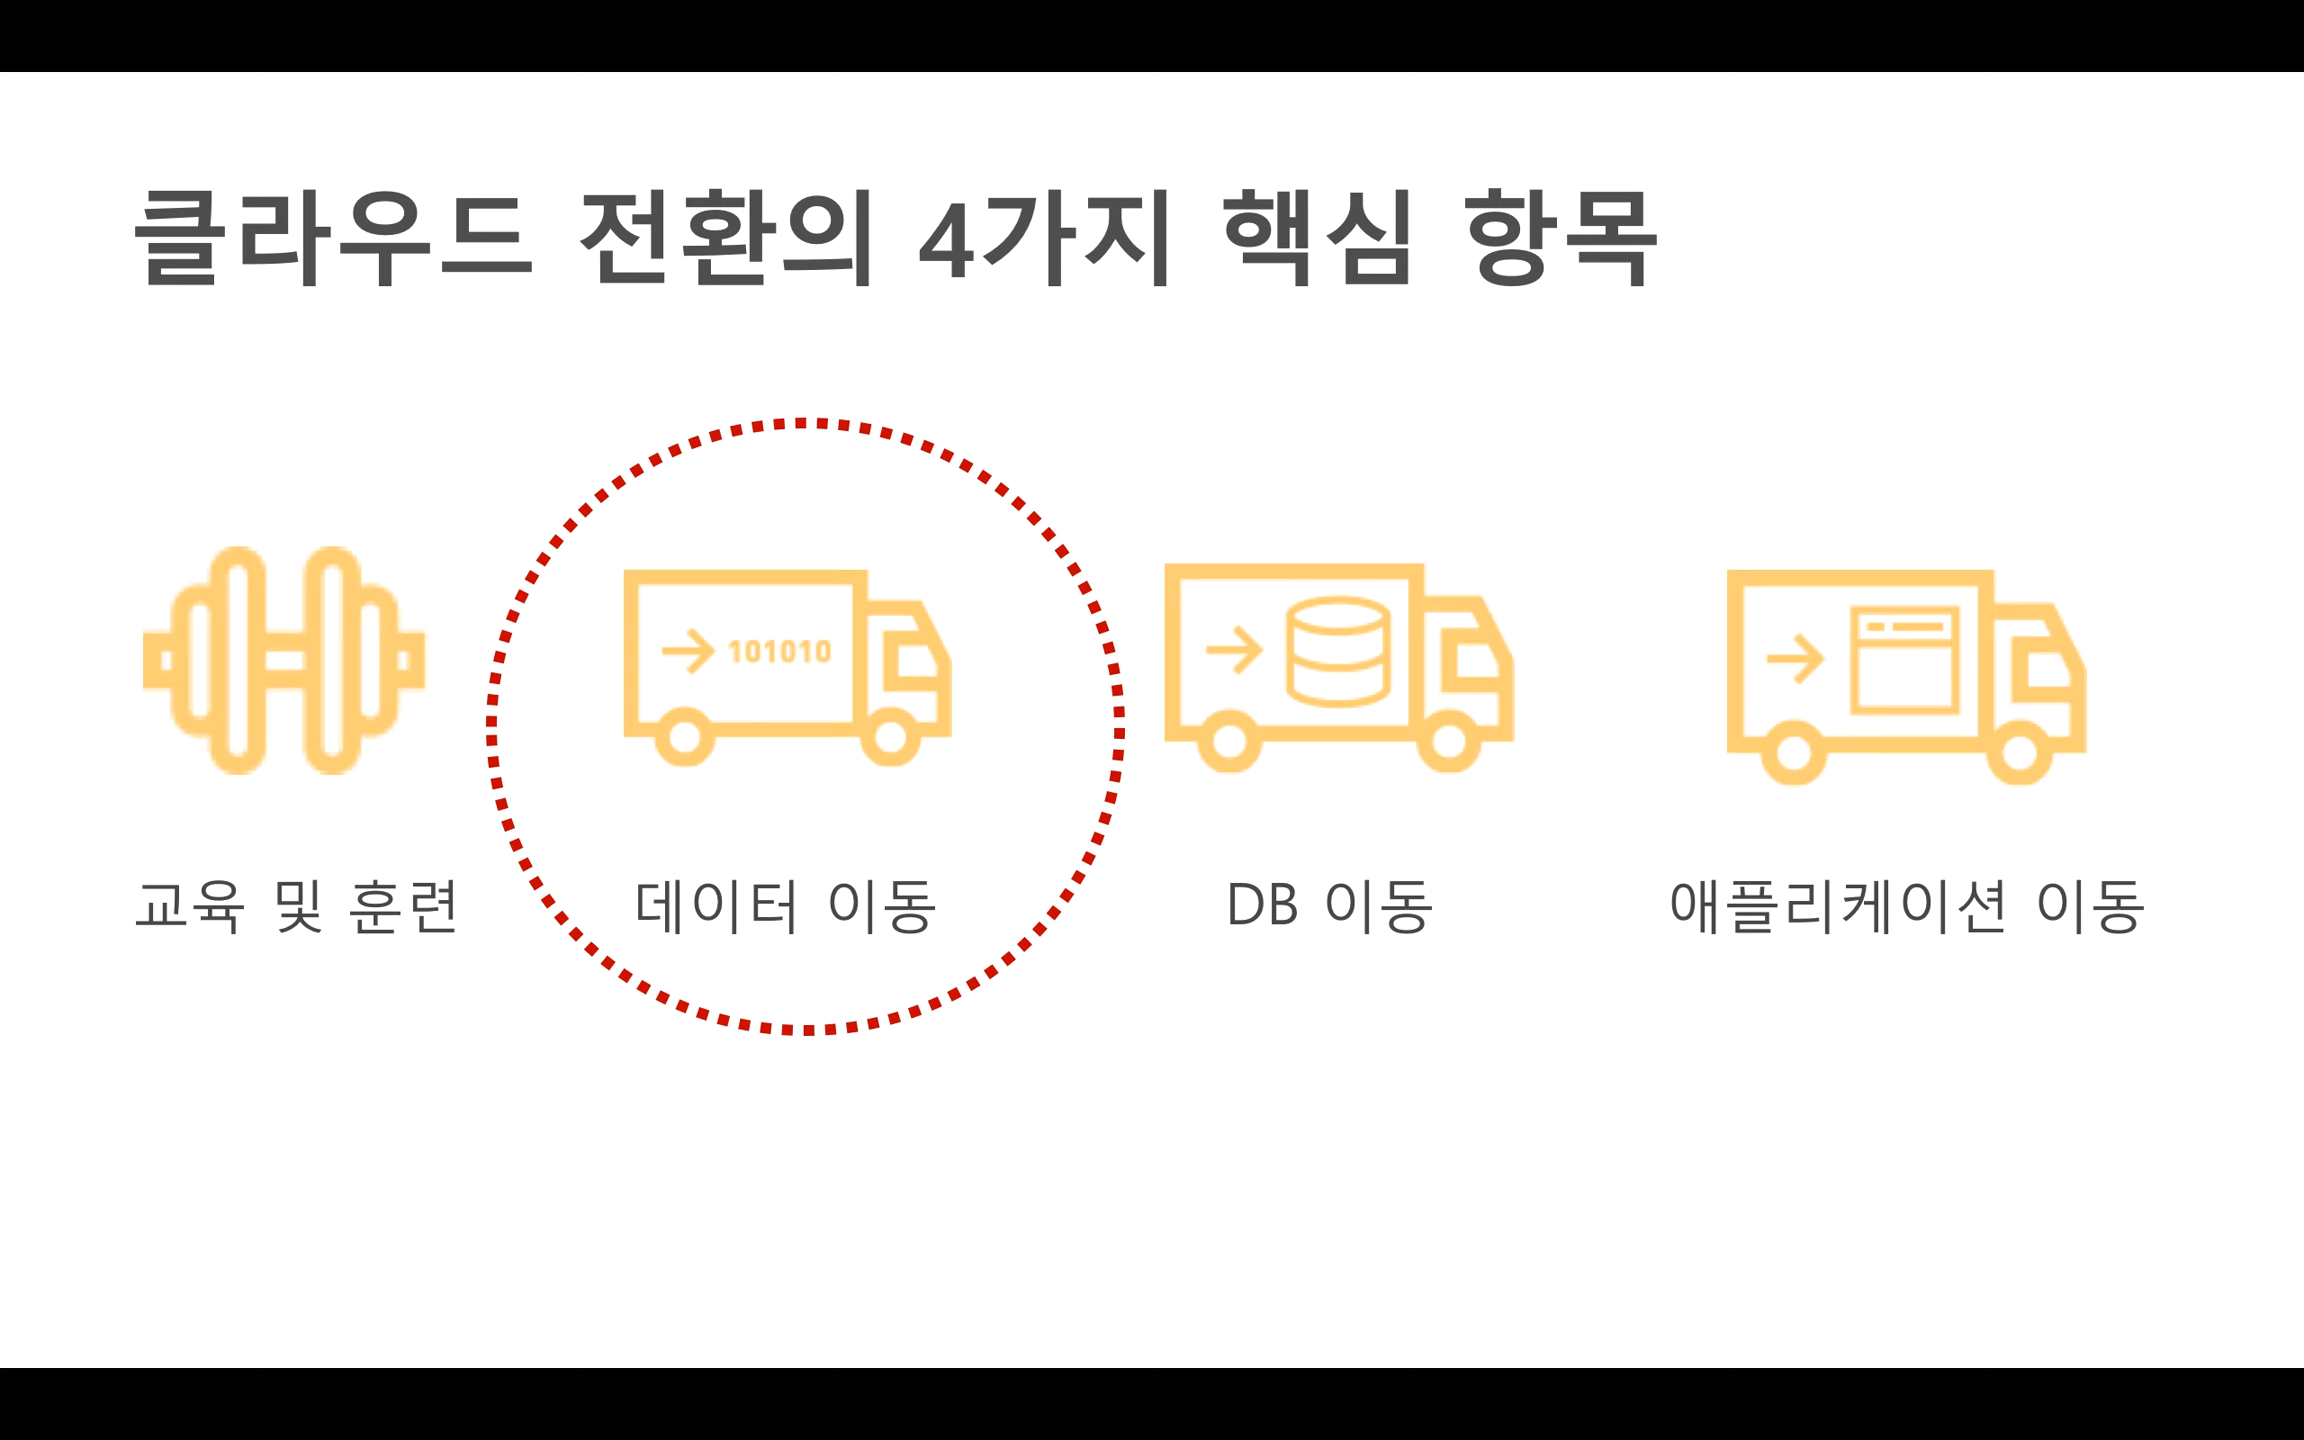 클라우드 전환의 4가지 핵심 항목
101010
교육 및 훈련
데이터 이동
DB 이동
애플리케이션 이동